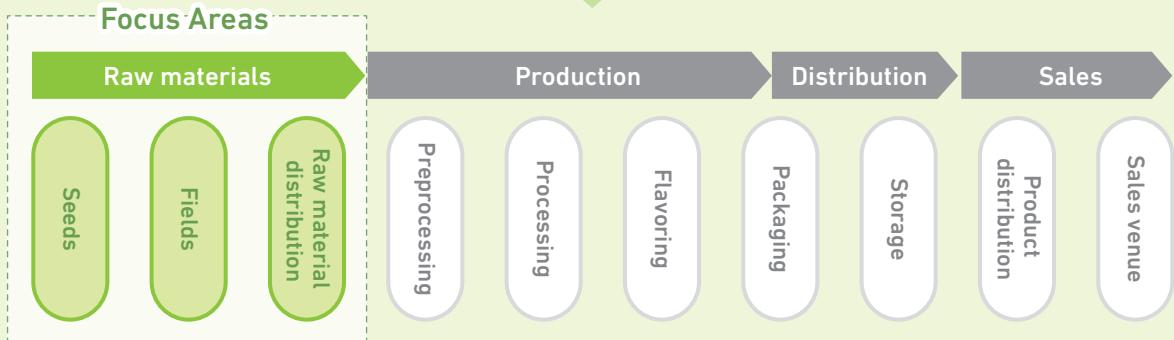 Focus Areas
Raw materials
Production
Distribution
Sales
Seeds
Fields
Raw material
distribution
Preprocessing
Processing
Flavoring
Packaging
Storage
Product
distribution
Sales venue